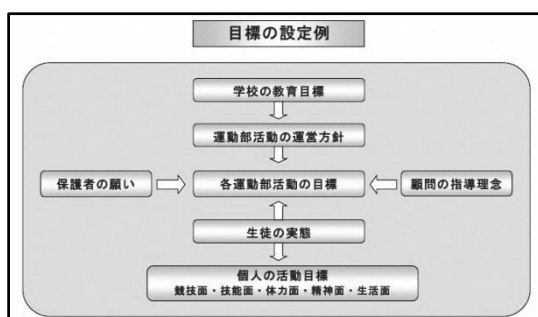 目標の設定例
学校の教育目標
運動部活動の運営方針
保護者の願い
各運動部活動の目標
顧問の指導理念
生徒の実態
個人の活動目標
競技面・技能面・体力面・精神面・生活面